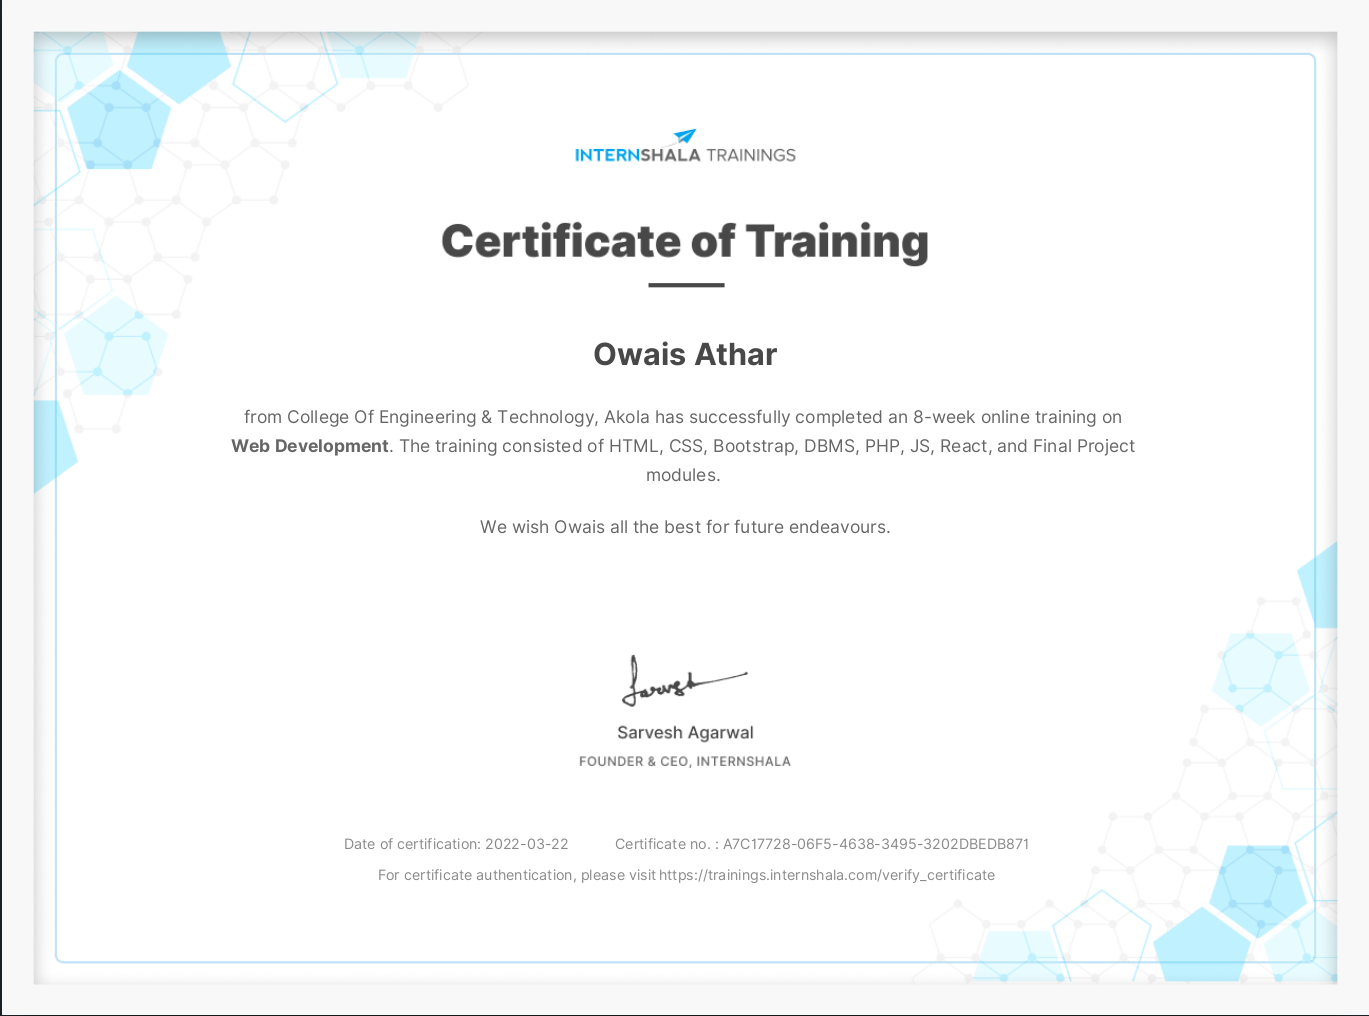 INTERNSHALA TRAININGS
Certificate of Training
Owais Athar
from College Of Engineering & Technology, Akola has successfully completed an 8-week online training on
Web Development. The training consisted of HTML, CSS, Bootstrap, DBMS, PHP, JS, React, and Final Project
modules.
We wish Owais all the best for future endeavours.
Sarvesh
Sarvesh Agarwal
FOUNDER & CEO, INTERNSHALA
Date of certification: 2022-03-22 Certificate no. : A7C17728-06F5-4638-3495-3202DBEDB871
For certificate authentication, please visit https://trainings.internshala.com/verify_certificate